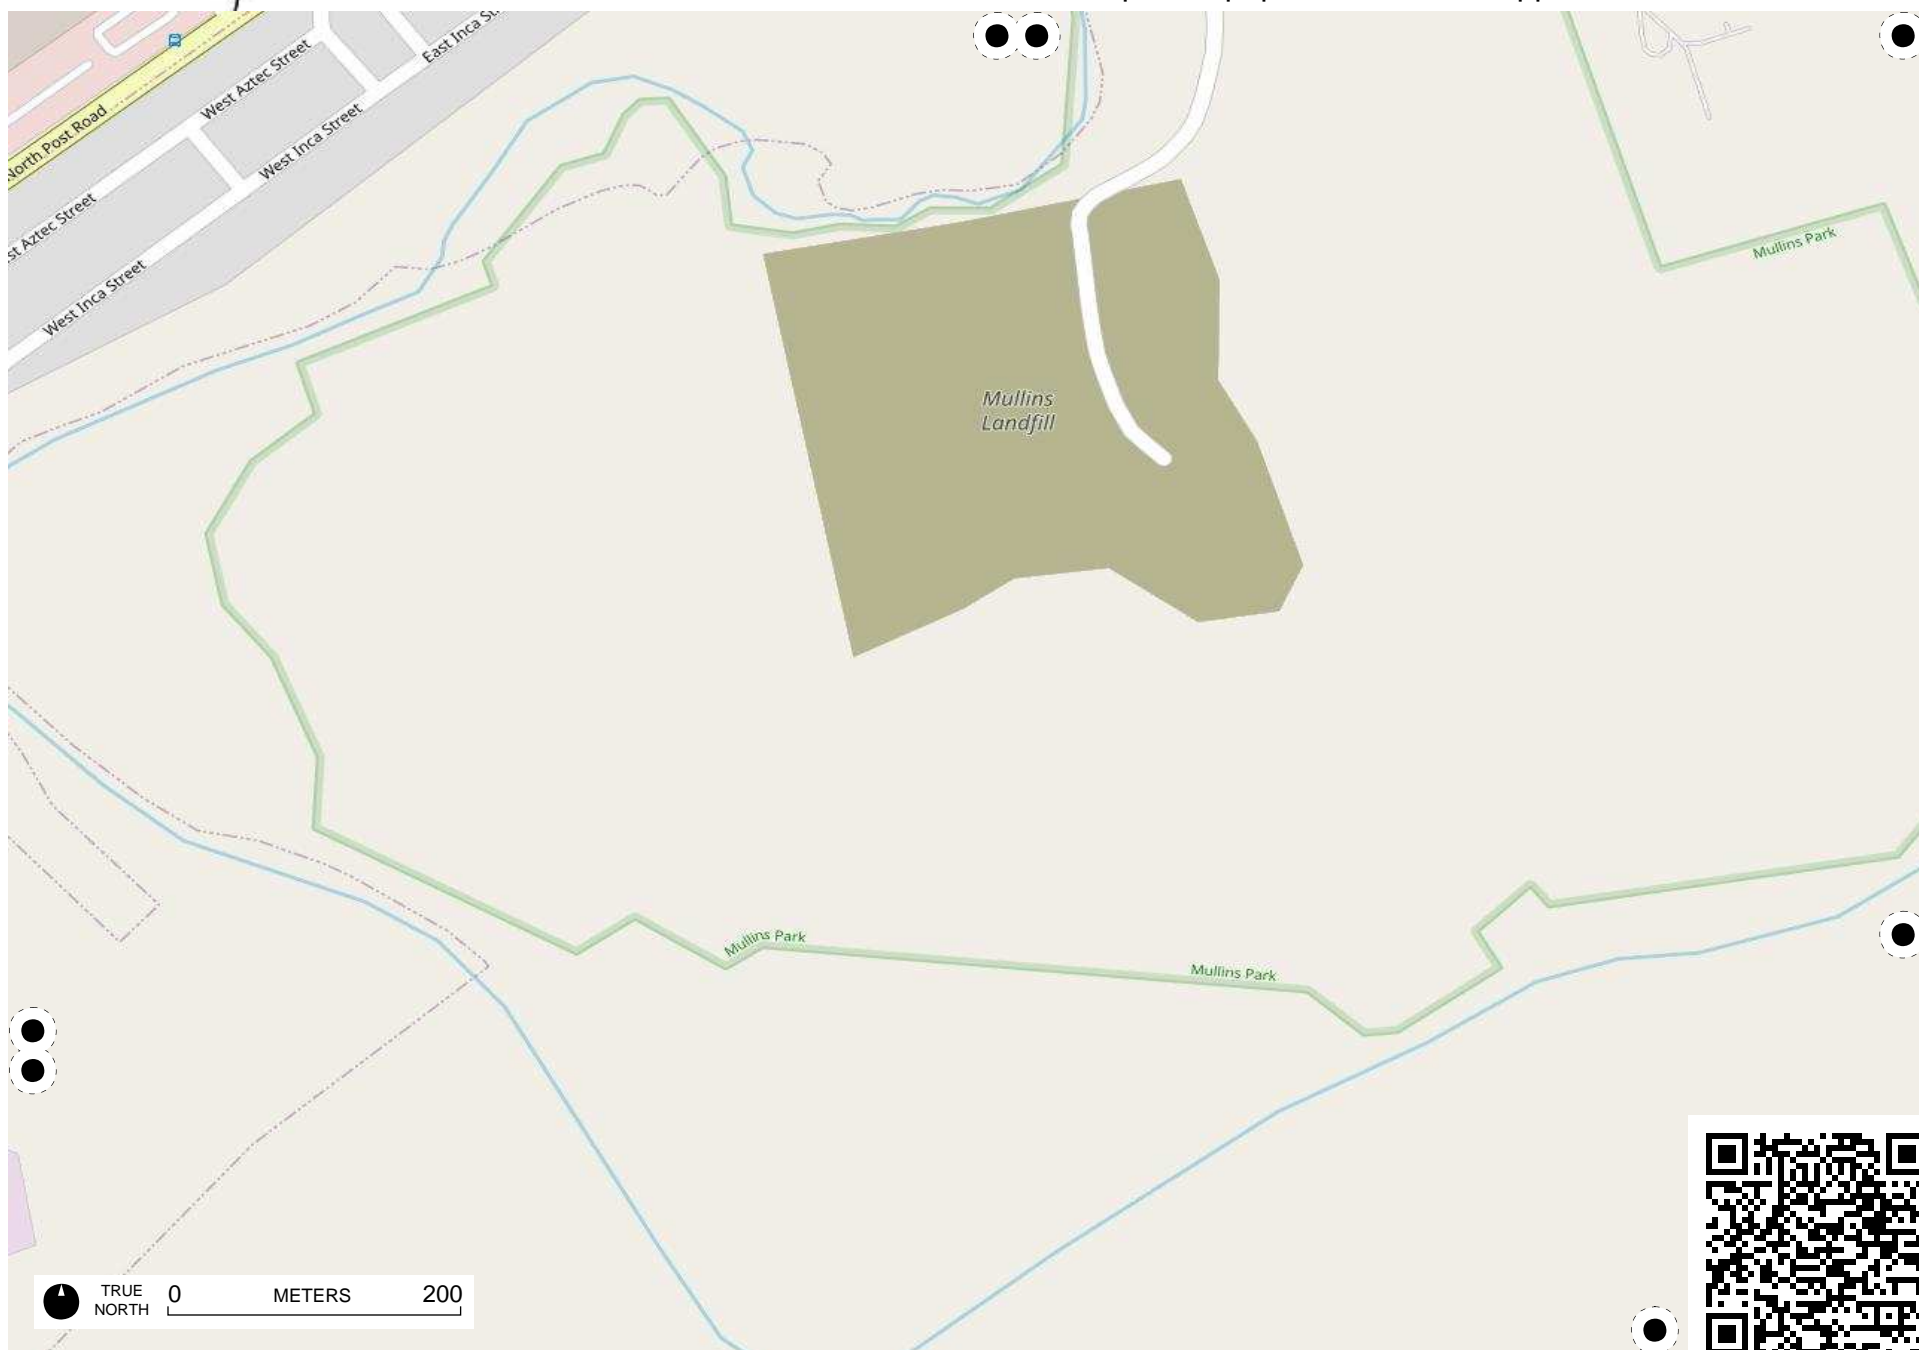 West Aztec Street
East Inca St
North Post Road
West Inca Street
st Aztec Street
West Inca Street
Mullins Park
Mullins
Landfill
Mullins Park
Mullins Park
TRUE
NORTH
0
METERS
200